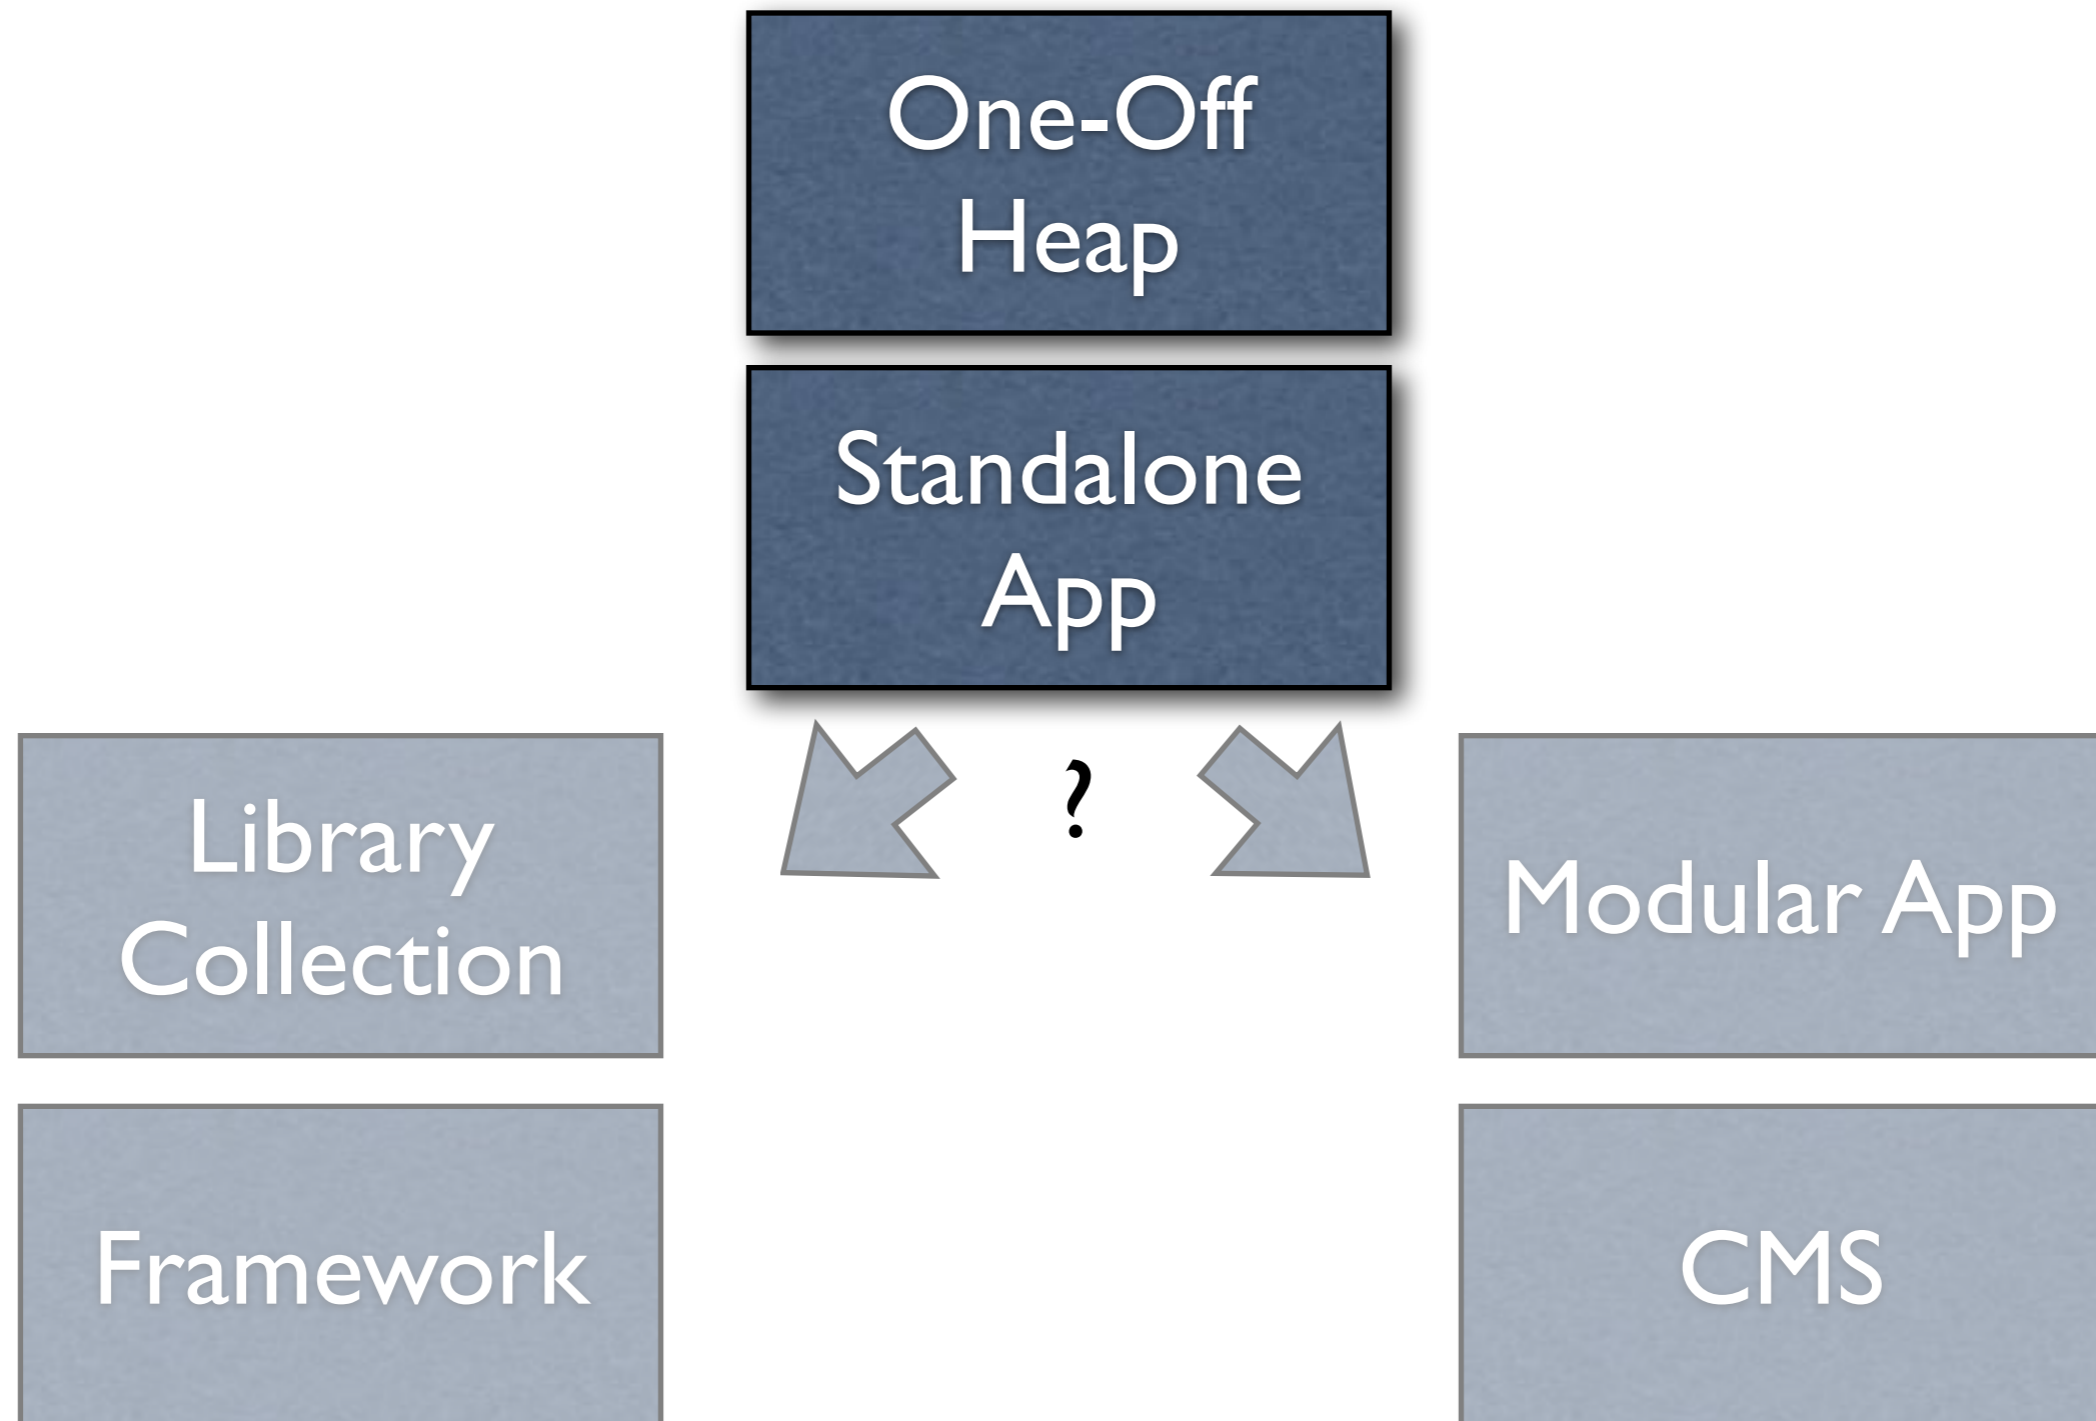 One-Off
Heap
Standalone
App
?
Library
Collection
Modular App
Framework
CMS